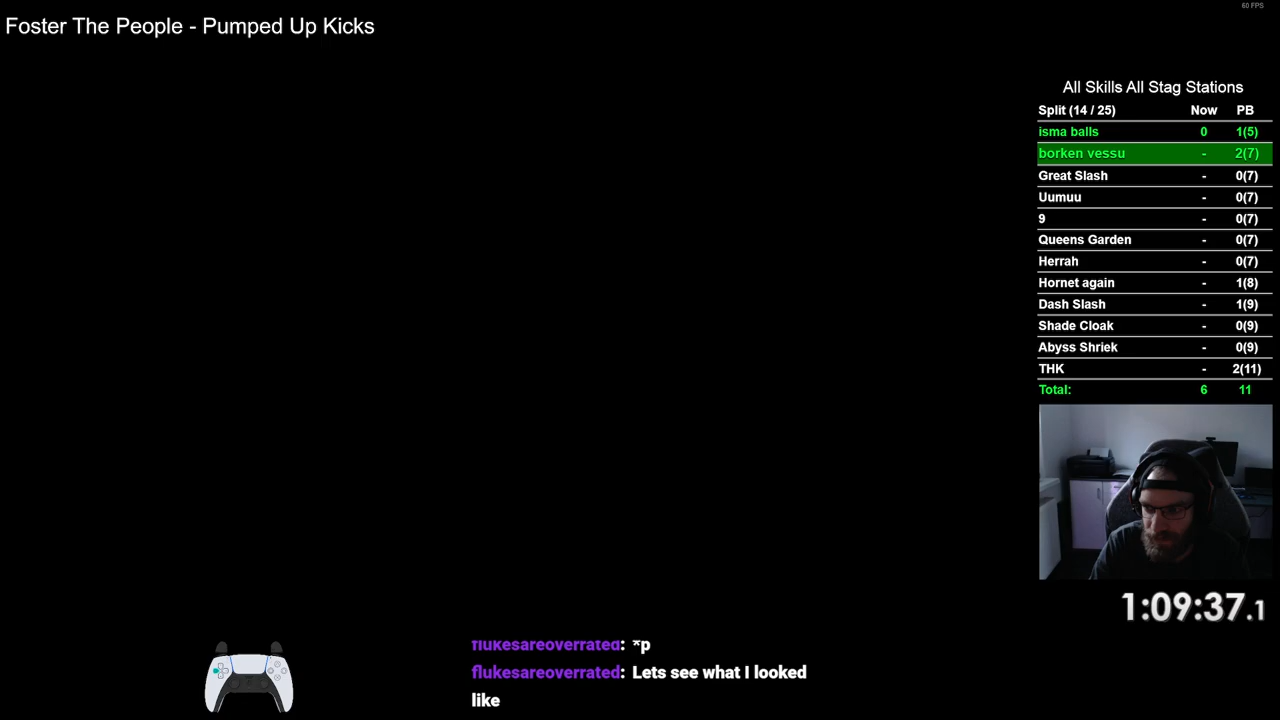 60 FPS
Foster The People - Pumped Up Kicks
All Skills All Stag Stations
Split (14 / 25) Now PB
isma balls 0 1(5)
borken vessu - 2(7)
Great Slash - 0(7)
Uumuu - 0(7)
9 - 0(7)
Queens Garden - 0(7)
Herrah - 0(7)
Hornet again - 1(8)
Dash Slash - 1(9)
Shade Cloak - 0(9)
Abyss Shriek - 0(9)
THK - 2(11)
Total: 6 11
1:09:37.1
flukesareoverrated: *p
flukesareoverrated: Lets see what I looked
like